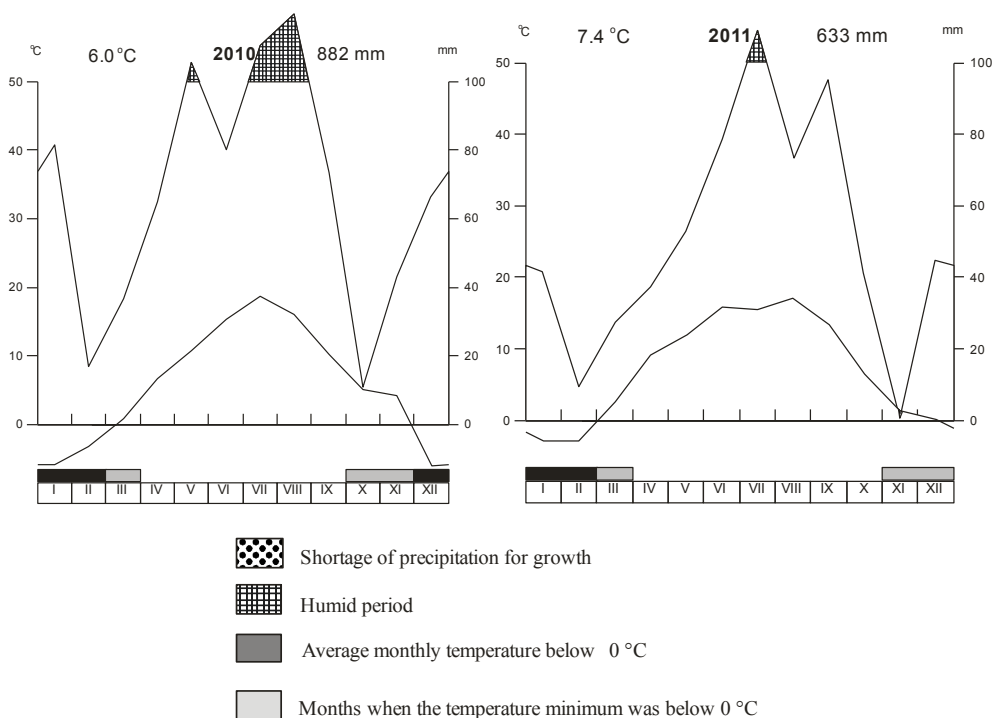 °C 6.0 °C 2010 882 mm mm
50 100
40 80
30 60
20 40
10 20
0 0
I II III IV V VI VII VIII IX X XI XII
°C 7.4 °C 2011 633 mm mm
50 100
40 80
30 60
20 40
10 20
0 0
I II III IV V VI VII VIII IX X XI XII
Shortage of precipitation for growth
Humid period
Average monthly temperature below 0 °C
Months when the temperature minimum was below 0 °C